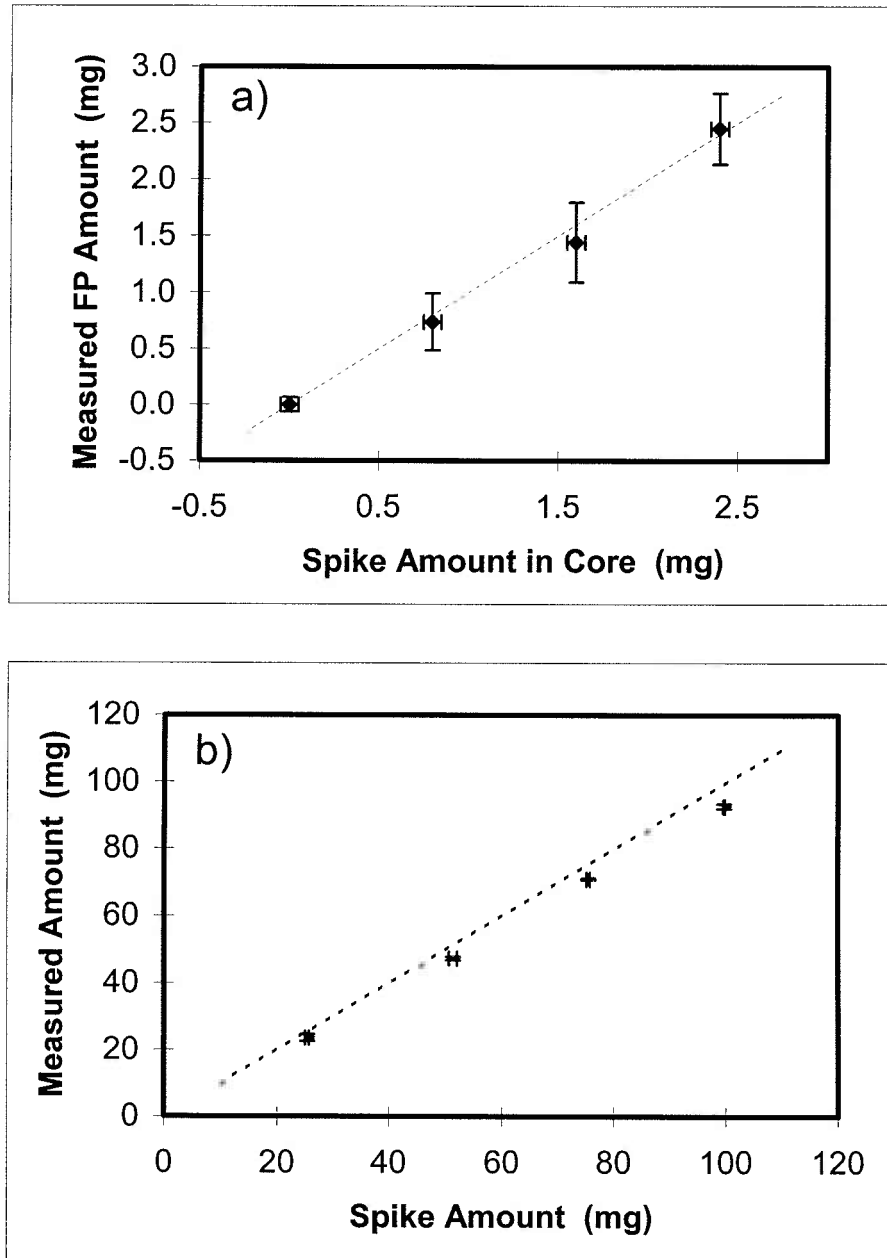 a)
Measured FP Amount (mg)
3.0
2.5
2.0
1.5
1.0
0.5
0.0
-0.5
-0.5 0.5 1.5 2.5
Spike Amount in Core (mg)
b)
Measured Amount (mg)
120
100
80
60
40
20
0
0 20 40 60 80 100 120
Spike Amount (mg)